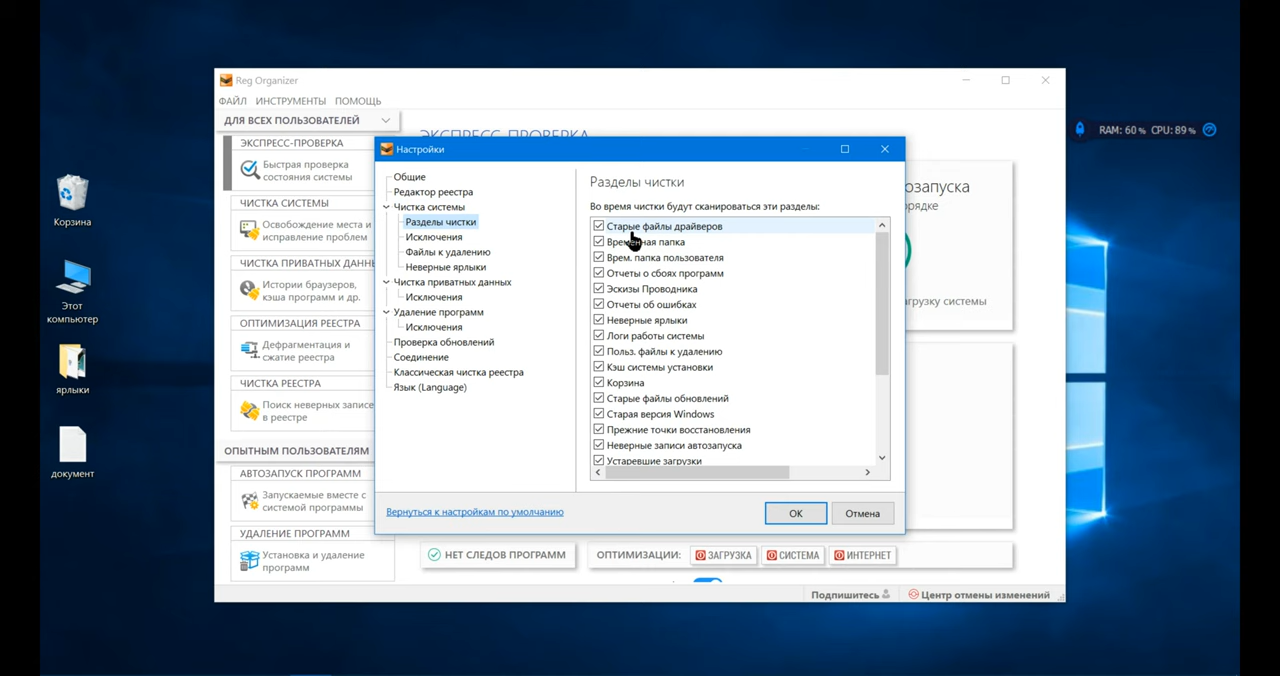 Reg Organizer
ФАЙЛ ИНСТРУМЕНТЫ ПОМОЩЬ
ДЛЯ ВСЕХ ПОЛЬЗОВАТЕЛЕЙ
ЭКСПРЕСС-ПРОВЕРКА
Быстрая проверка
состояния системы
ЧИСТКА СИСТЕМЫ
Освобождение места и
исправление проблем
ЧИСТКА ПРИВАТНЫХ ДАННЫ
Истории браузеров,
кэша программ и др.
ОПТИМИЗАЦИЯ РЕЕСТРА
Дефрагментация и
сжатие реестра
ЧИСТКА РЕЕСТРА
Поиск неверных записе
в реестре
ОПЫТНЫМ ПОЛЬЗОВАТЕЛЯМ
АВТОЗАПУСК ПРОГРАММ
Запускаемые вместе с
системой программы
УДАЛЕНИЕ ПРОГРАММ
Установка и удаление
программ
ЭКСПРЕСС-ПРОВЕРКА
Настройки
Общие
Редактор реестра
Чистка системы
Разделы чистки
Исключения
Файлы к удалению
Неверные ярлыки
Чистка приватных данных
Исключения
Удаление программ
Исключения
Проверка обновлений
Соединение
Классическая чистка реестра
Язык (Language)
Разделы чистки
Во время чистки будут сканироваться эти разделы:
Старые файлы драйверов
Временная папка
Врем. папка пользователя
Отчеты о сбоях программ
Эскизы Проводника
Отчеты об ошибках
Неверные ярлыки
Логи работы системы
Польз. файлы к удалению
Кэш системы установки
Корзина
Старые файлы обновлений
Старая версия Windows
Прежние точки восстановления
Неверные записи автозапуска
Устаревшие загрузки
Вернуться к настройкам по умолчанию
ОК
Отмена
озапуска
орядке
агрузку системы
НЕТ СЛЕДОВ ПРОГРАММ
ОПТИМИЗАЦИИ: ЗАГРУЗКА СИСТЕМА ИНТЕРНЕТ
Подпишитесь
Центр отмены изменений
Корзина
Этот
компьютер
ярлыки
документ
RAM: 60 % CPU: 89 %